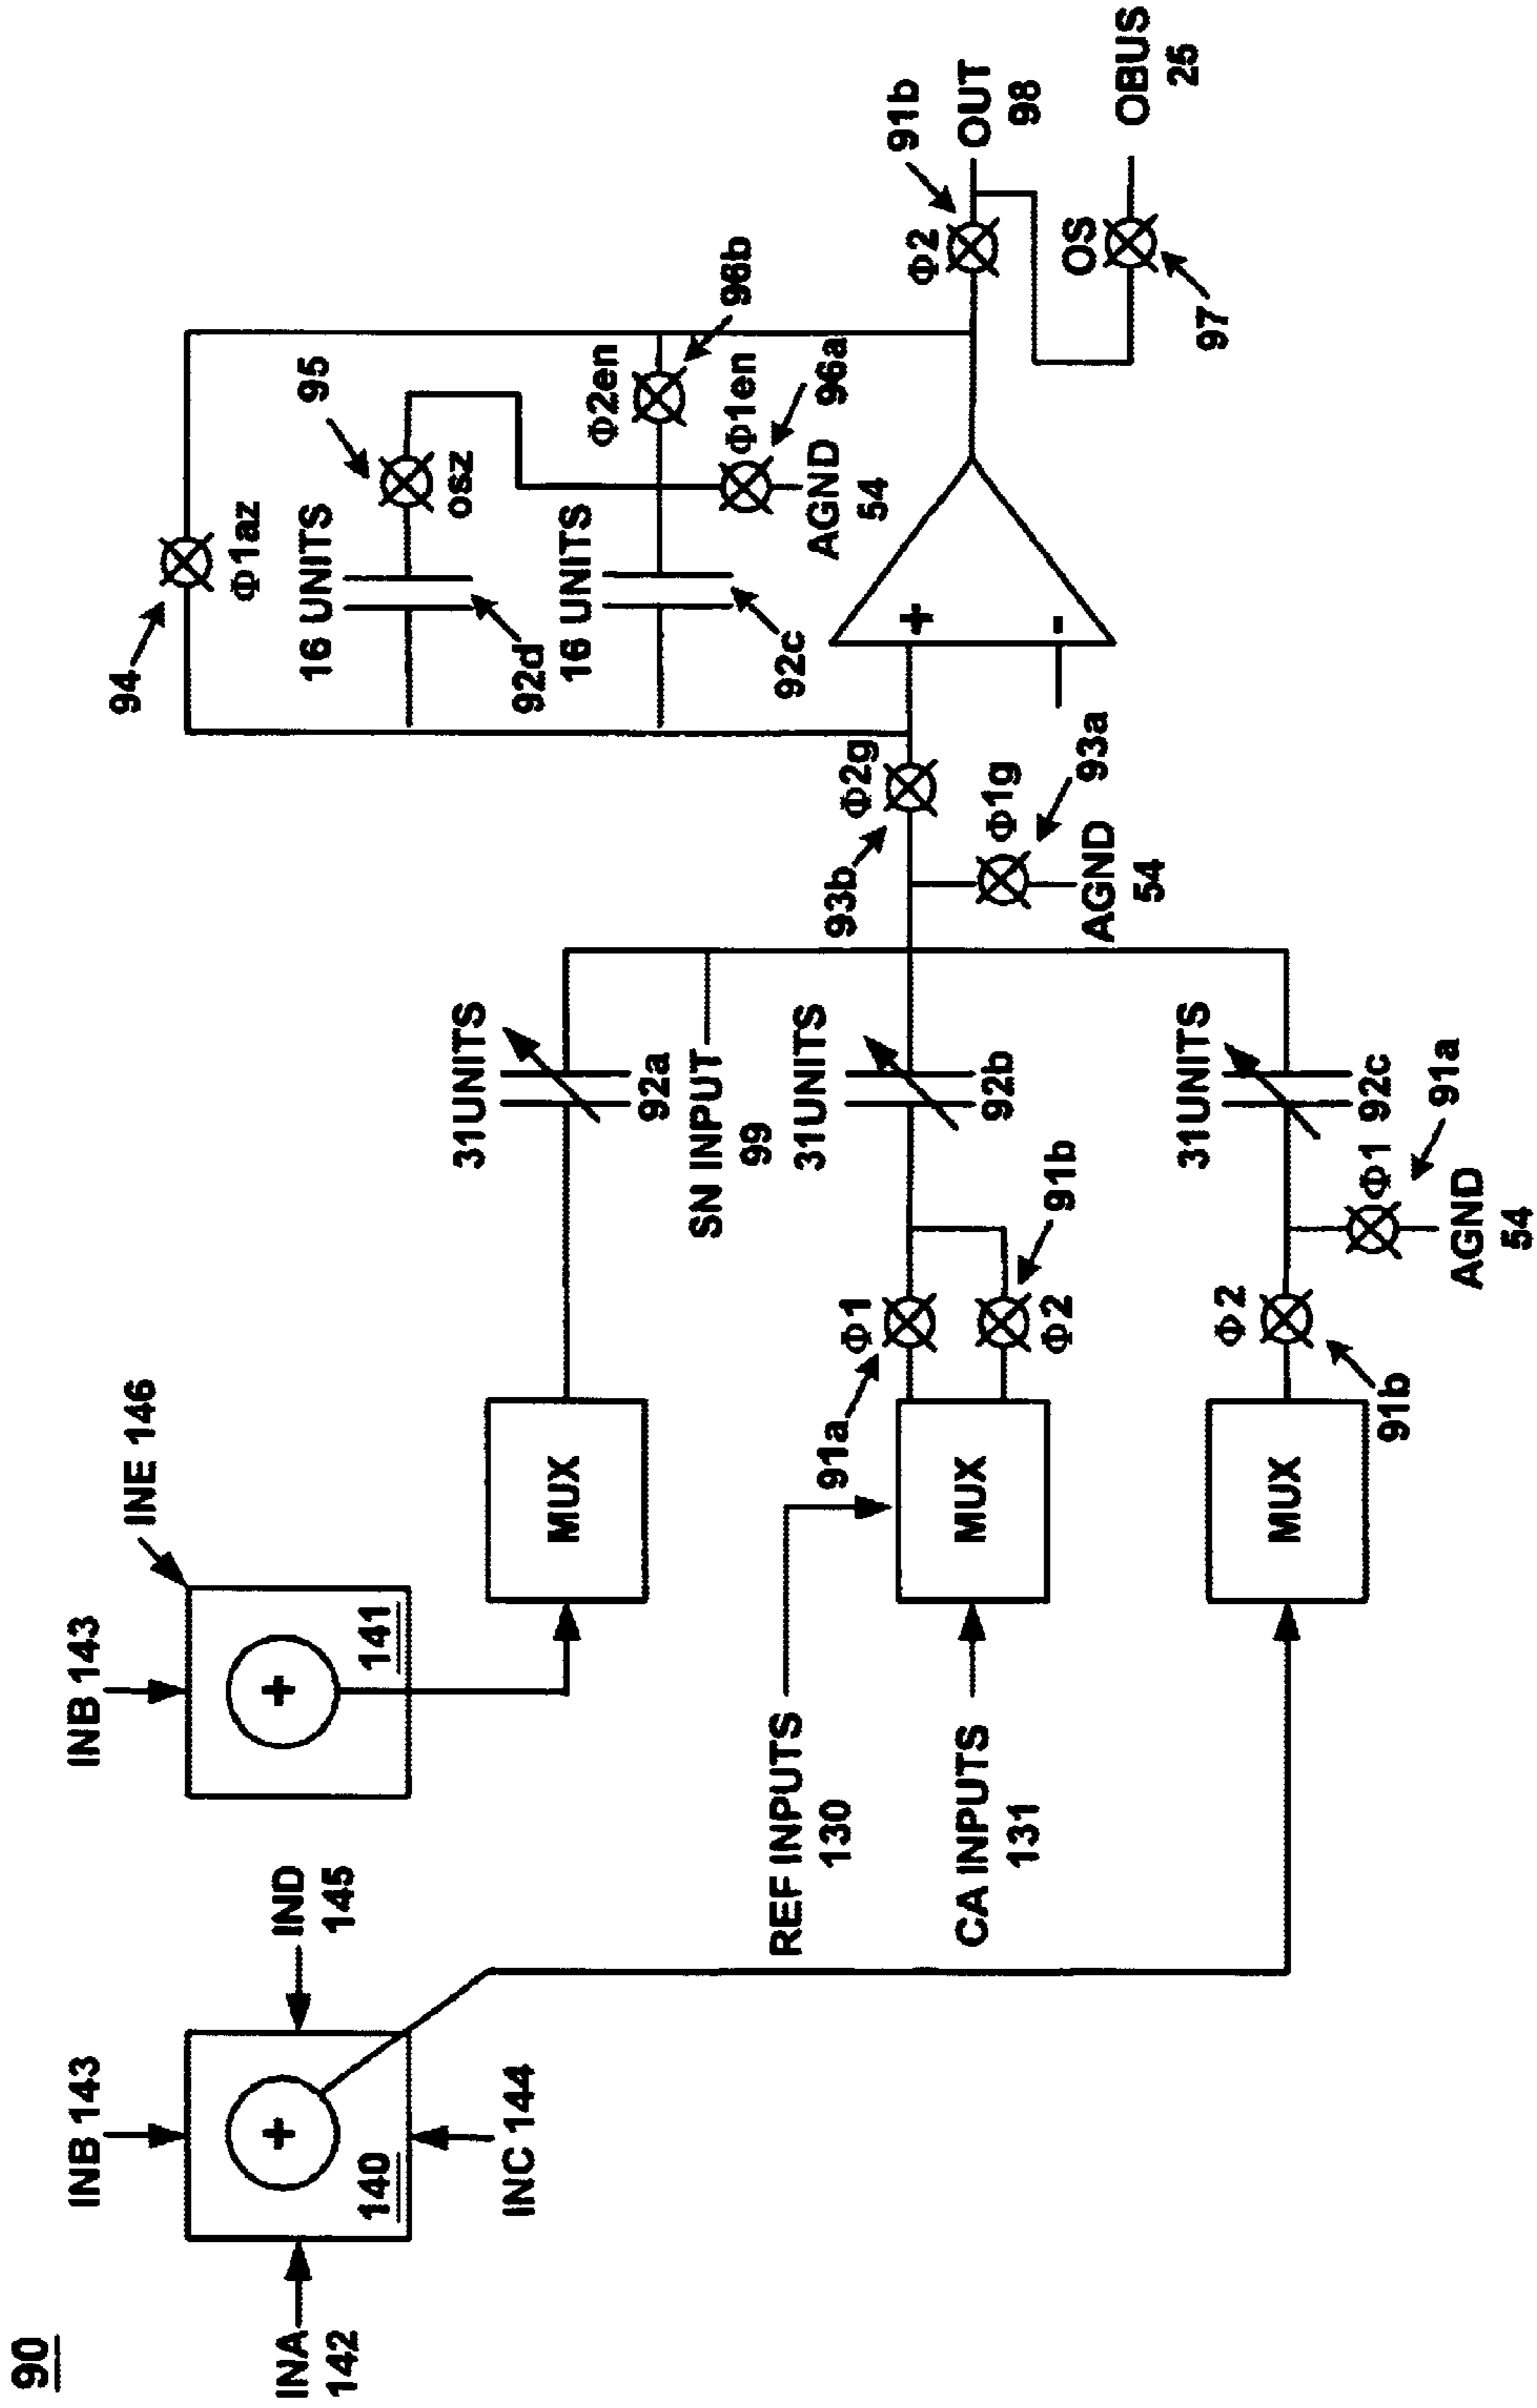 90
INA
142
INB 143
140
INC 144
IND
145
INB 143
141
INE 146
REF INPUTS
130
CA INPUTS
131
MUX
MUX
MUX
91a
Φ1
Φ2
91b
Φ2
91b
Φ1
91a
AGND
54
31UNITS
92a
SN INPUT
99
31UNITS
92b
31UNITS
92c
93b
Φ2g
Φ1g
93a
AGND
54
94
Φ1az
16 UNITS
92d
95
osz
16 UNITS
92c
Φ2en
96b
Φ1en
96a
AGND
54
+
-
Φ2
91b
OUT
98
OS
97
OBUS
25